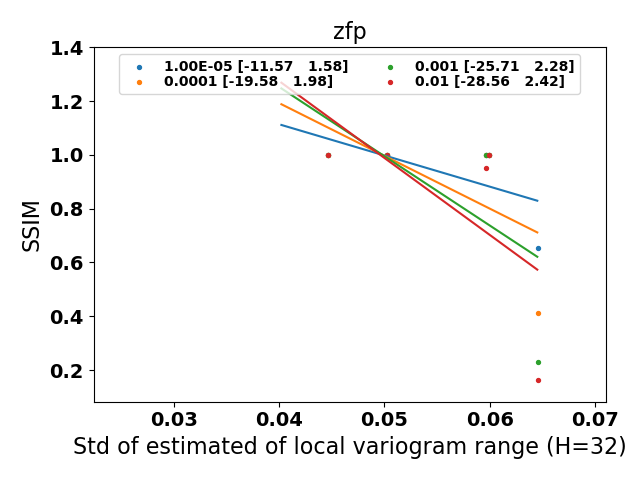 zfp
1.00E-05 [-11.57 1.58]
0.0001 [-19.58 1.98]
0.001 [-25.71 2.28]
0.01 [-28.56 2.42]
1.4
1.2
1.0
0.8
0.6
0.4
0.2
SSIM
0.03 0.04 0.05 0.06 0.07
Std of estimated of local variogram range (H=32)